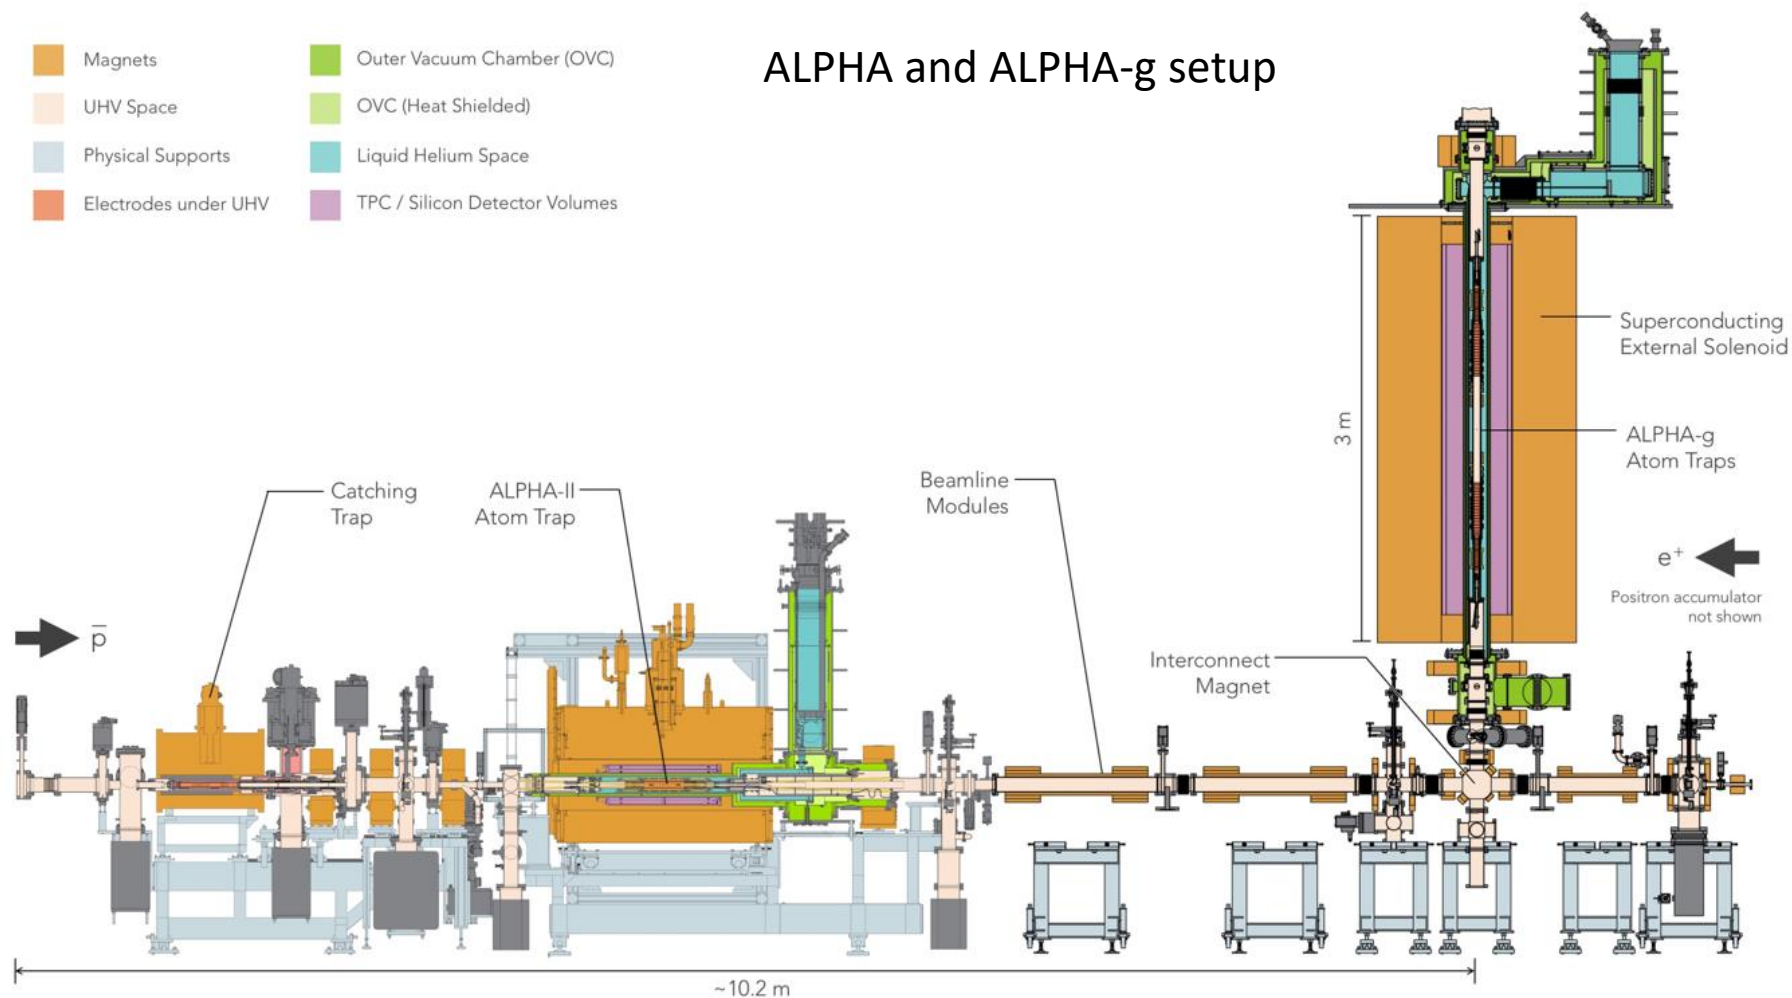 ALPHA and ALPHA-g setup
Magnets
UHV Space
Physical Supports
Electrodes under UHV
Outer Vacuum Chamber (OVC)
OVC (Heat Shielded)
Liquid Helium Space
TPC / Silicon Detector Volumes
Superconducting
External Solenoid
3 m
ALPHA-g
Atom Traps
Catching
Trap
ALPHA-II
Atom Trap
Beamline
Modules
e⁺
Positron accumulator
not shown
p̅
Interconnect
Magnet
~10.2 m